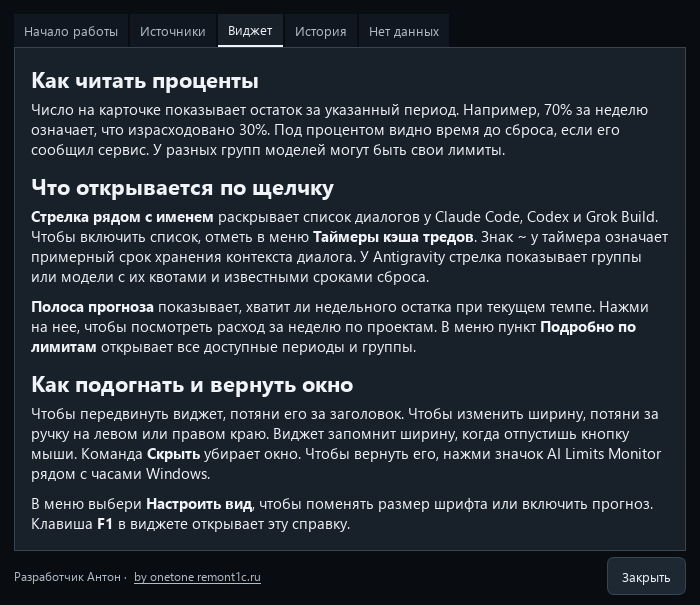 Начало работы
Источники
Виджет
История
Нет данных
Как читать проценты
Число на карточке показывает остаток за указанный период. Например, 70% за неделю
означает, что израсходовано 30%. Под процентом видно время до сброса, если его
сообщил сервис. У разных групп моделей могут быть свои лимиты.
Что открывается по щелчку
Стрелка рядом с именем раскрывает список диалогов у Claude Code, Codex и Grok Build.
Чтобы включить список, отметь в меню Таймеры кэша тредов. Знак ~ у таймера означает
примерный срок хранения контекста диалога. У Antigravity стрелка показывает группы
или модели с их квотами и известными сроками сброса.
Полоса прогноза показывает, хватит ли недельного остатка при текущем темпе. Нажми
на нее, чтобы посмотреть расход за неделю по проектам. В меню пункт Подробно по
лимитам открывает все доступные периоды и группы.
Как подогнать и вернуть окно
Чтобы передвинуть виджет, потяни его за заголовок. Чтобы изменить ширину, потяни за
ручку на левом или правом краю. Виджет запомнит ширину, когда отпустишь кнопку
мыши. Команда Скрыть убирает окно. Чтобы вернуть его, нажми значок AI Limits Monitor
рядом с часами Windows.
В меню выбери Настроить вид, чтобы поменять размер шрифта или включить прогноз.
Клавиша F1 в виджете открывает эту справку.
Разработчик Антон · by onetone remont1c.ru
Закрыть